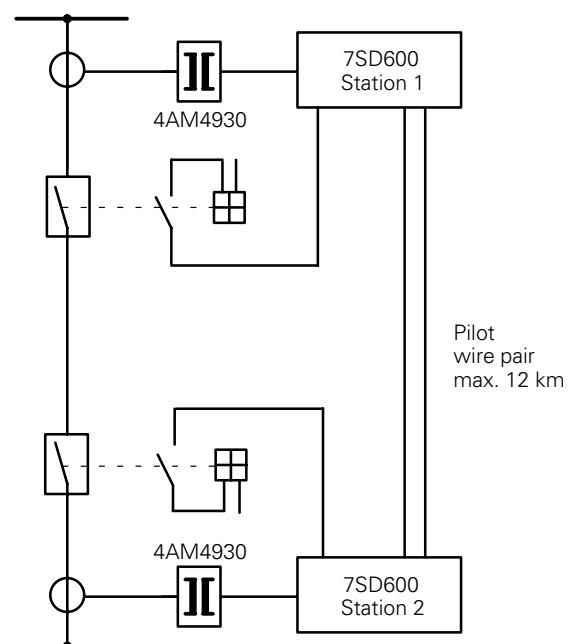 7SD600
Station 1
4AM4930
Pilot
wire pair
max. 12 km
4AM4930
7SD600
Station 2